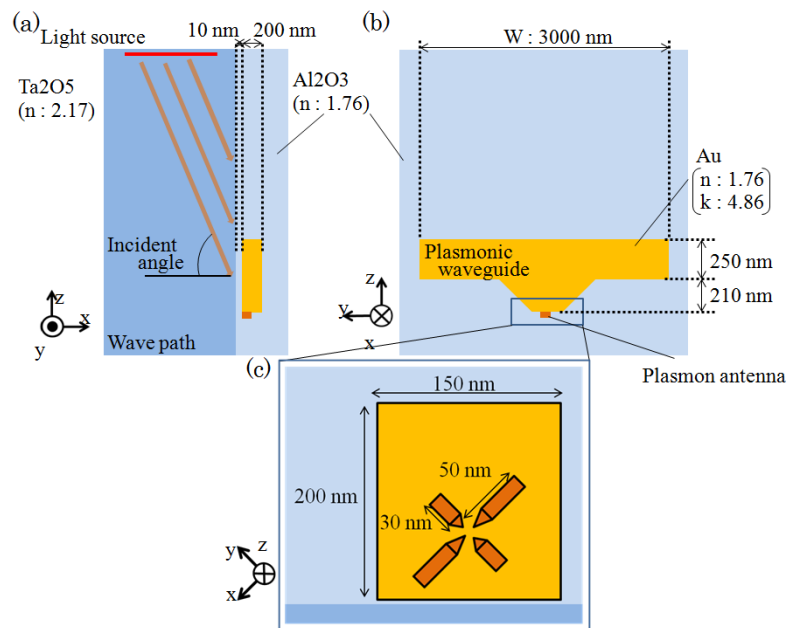 (a)
Light source
10 nm
200 nm
(b)
W : 3000 nm
Ta2O5
(n : 2.17)
Al2O3
(n : 1.76)
Au
n : 1.76
k : 4.86
Incident
angle
Plasmonic
waveguide
250 nm
210 nm
z
x
y
Wave path
z
y
x
Plasmon antenna
(c)
150 nm
50 nm
200 nm
30 nm
y
z
x